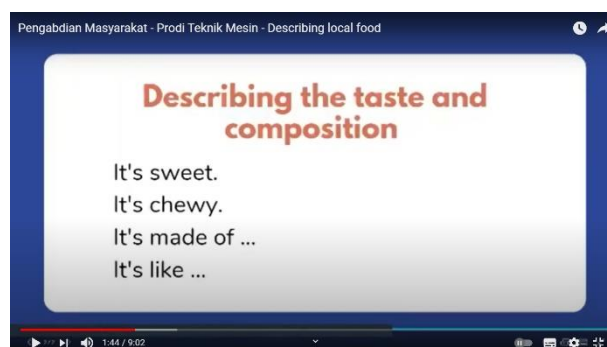 Pengabdian Masyarakat - Prodi Teknik Mesin - Describing local food
Describing the taste and
composition
It's sweet.
It's chewy.
It's made of ...
It's like ...
1:44 / 9:02